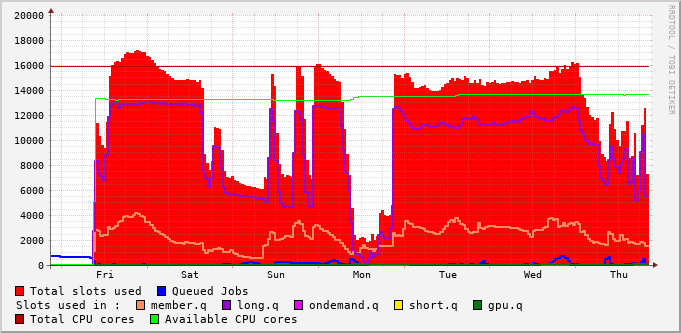 20000
18000
16000
14000
12000
10000
8000
6000
4000
2000
0
Fri Sat Sun Mon Tue Wed Thu
RRDTOOL / TOBI OETIKER
Total slots used Queued Jobs
Slots used in : member.q long.q ondemand.q short.q gpu.q
Total CPU cores Available CPU cores